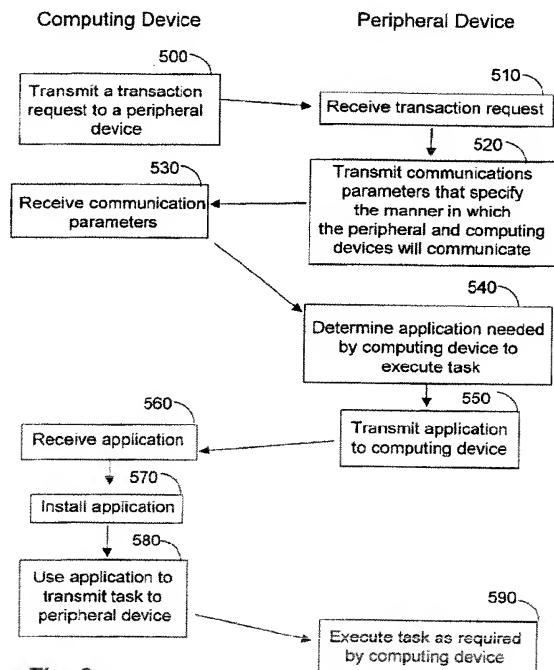 Computing Device
Peripheral Device
500
Transmit a transaction
request to a peripheral
device
510
Receive transaction request
520
Transmit communications
parameters that specify
the manner in which
the peripheral and computing
devices will communicate
530
Receive communication
parameters
540
Determine application needed
by computing device to
execute task
550
Transmit application
to computing device
560
Receive application
570
Install application
580
Use application to
transmit task to
peripheral device
590
Execute task as required
by computing device